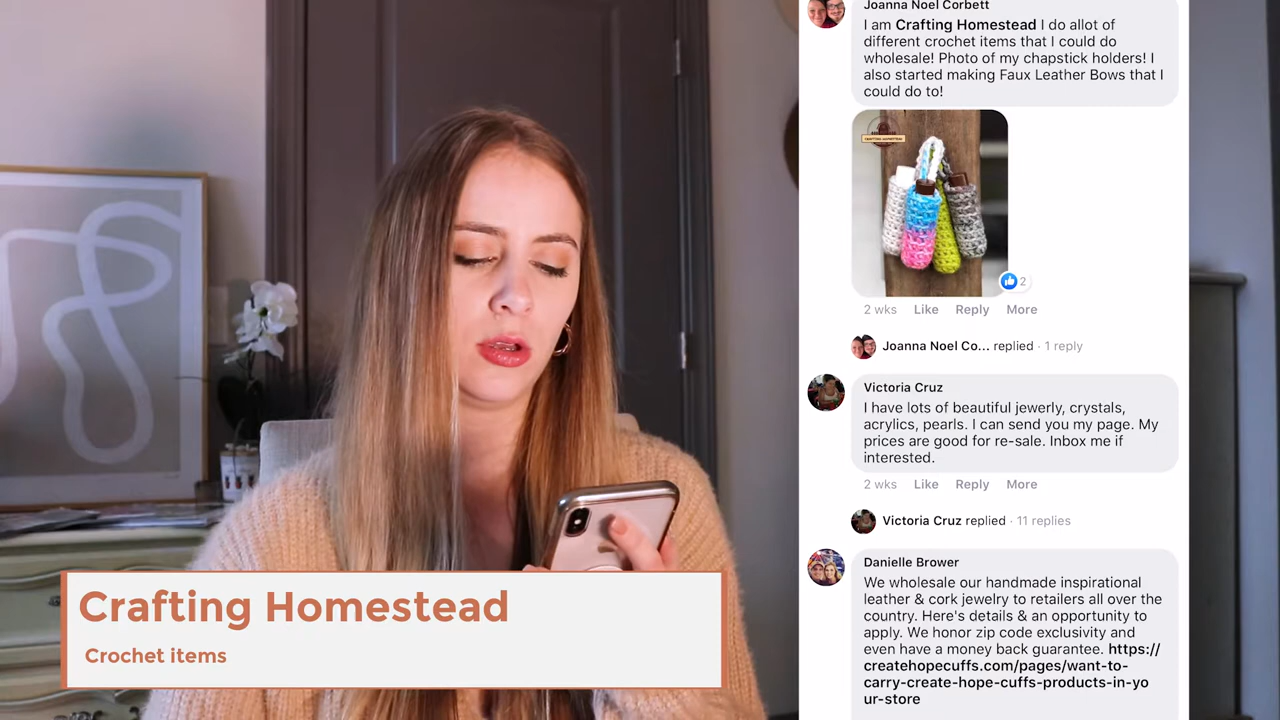 Joanna Noel Corbett
I am Crafting Homestead I do allot of
different crochet items that I could do
wholesale! Photo of my chapstick holders! I
also started making Faux Leather Bows that I
could do to!
CRAFTING HOMESTEAD
2
2 wks Like Reply More
Joanna Noel Co... replied · 1 reply
Victoria Cruz
I have lots of beautiful jewerly, crystals,
acrylics, pearls. I can send you my page. My
prices are good for re-sale. Inbox me if
interested.
2 wks Like Reply More
Victoria Cruz replied · 11 replies
Danielle Brower
We wholesale our handmade inspirational
leather & cork jewelry to retailers all over the
country. Here's details & an opportunity to
apply. We honor zip code exclusivity and
even have a money back guarantee. https://
createhopecuffs.com/pages/want-to-
carry-create-hope-cuffs-products-in-yo
ur-store
Crafting Homestead
Crochet items